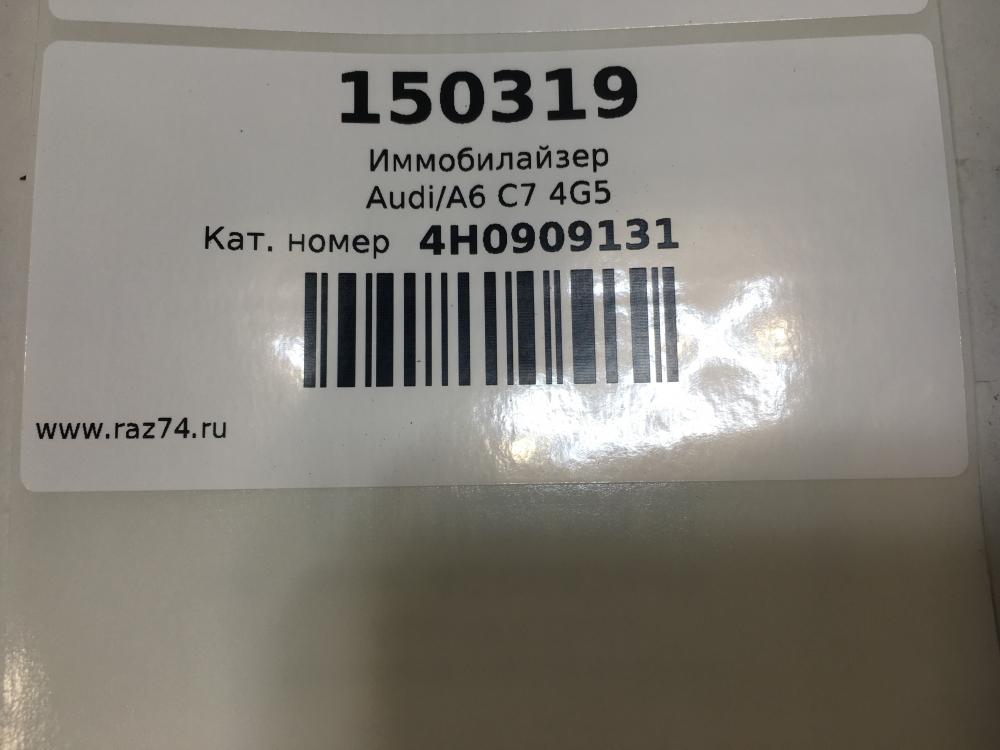 150319
Иммобилайзер
Audi/A6 C7 4G5
Кат. номер 4H0909131
www.raz74.ru